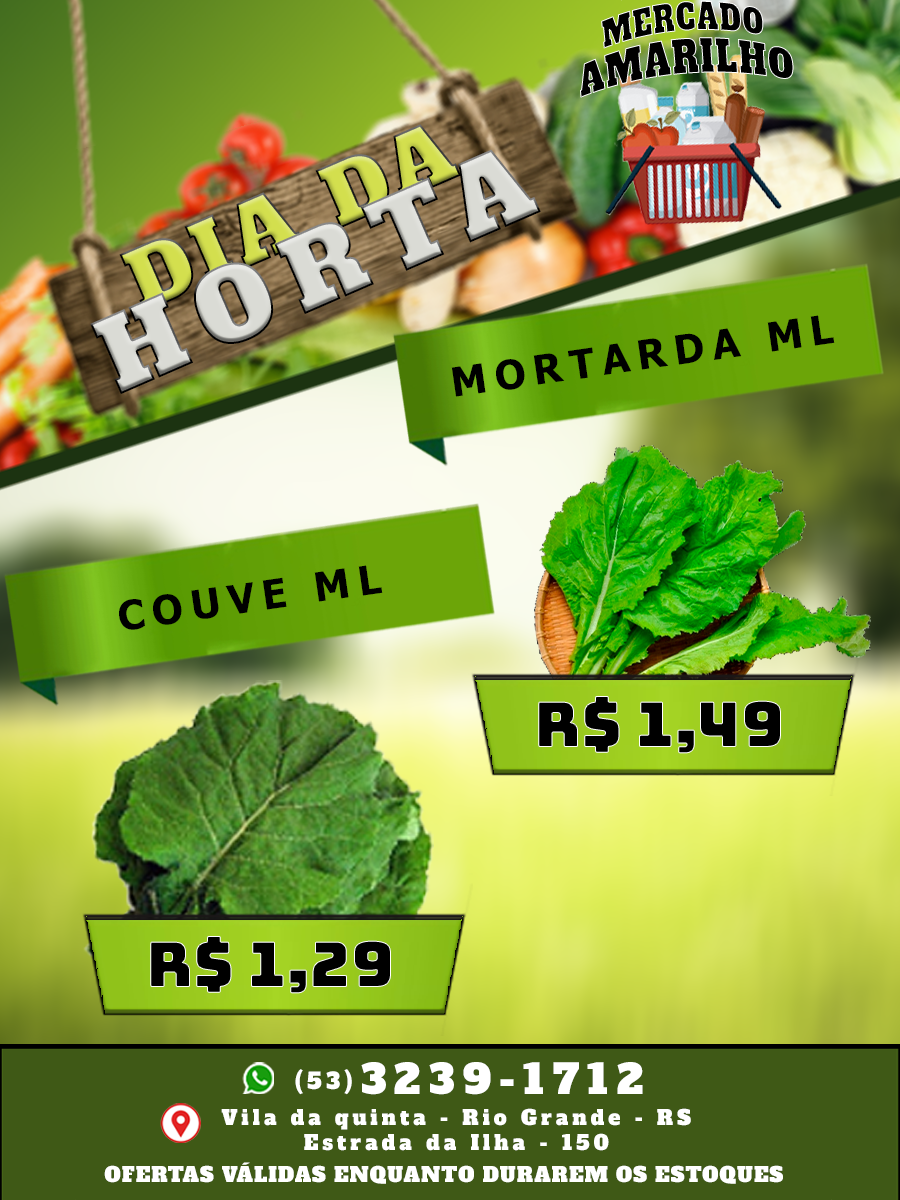 MERCADO
AMARILHO
DIA DA
HORTA
MORTARDA ML
COUVE ML
R$ 1,49
R$ 1,29
(53)3239-1712
Vila da quinta - Rio Grande - RS
Estrada da Ilha - 150
OFERTAS VÁLIDAS ENQUANTO DURAREM OS ESTOQUES